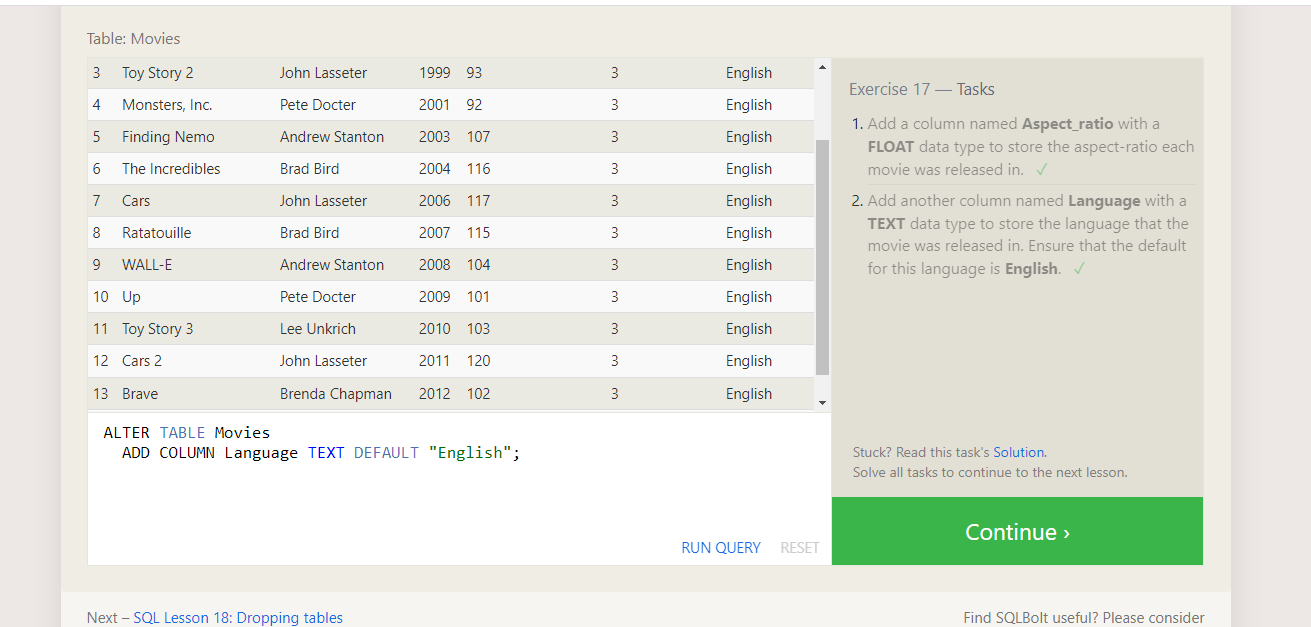 Table: Movies
3 Toy Story 2 John Lasseter 1999 93 3 English
4 Monsters, Inc. Pete Docter 2001 92 3 English
5 Finding Nemo Andrew Stanton 2003 107 3 English
6 The Incredibles Brad Bird 2004 116 3 English
7 Cars John Lasseter 2006 117 3 English
8 Ratatouille Brad Bird 2007 115 3 English
9 WALL-E Andrew Stanton 2008 104 3 English
10 Up Pete Docter 2009 101 3 English
11 Toy Story 3 Lee Unkrich 2010 103 3 English
12 Cars 2 John Lasseter 2011 120 3 English
13 Brave Brenda Chapman 2012 102 3 English
ALTER TABLE Movies
ADD COLUMN Language TEXT DEFAULT "English";
RUN QUERY RESET
Exercise 17 — Tasks
1. Add a column named Aspect_ratio with a
FLOAT data type to store the aspect-ratio each
movie was released in. ✓
2. Add another column named Language with a
TEXT data type to store the language that the
movie was released in. Ensure that the default
for this language is English. ✓
Stuck? Read this task's Solution.
Solve all tasks to continue to the next lesson.
Continue ›
Next – SQL Lesson 18: Dropping tables
Find SQLBolt useful? Please consider